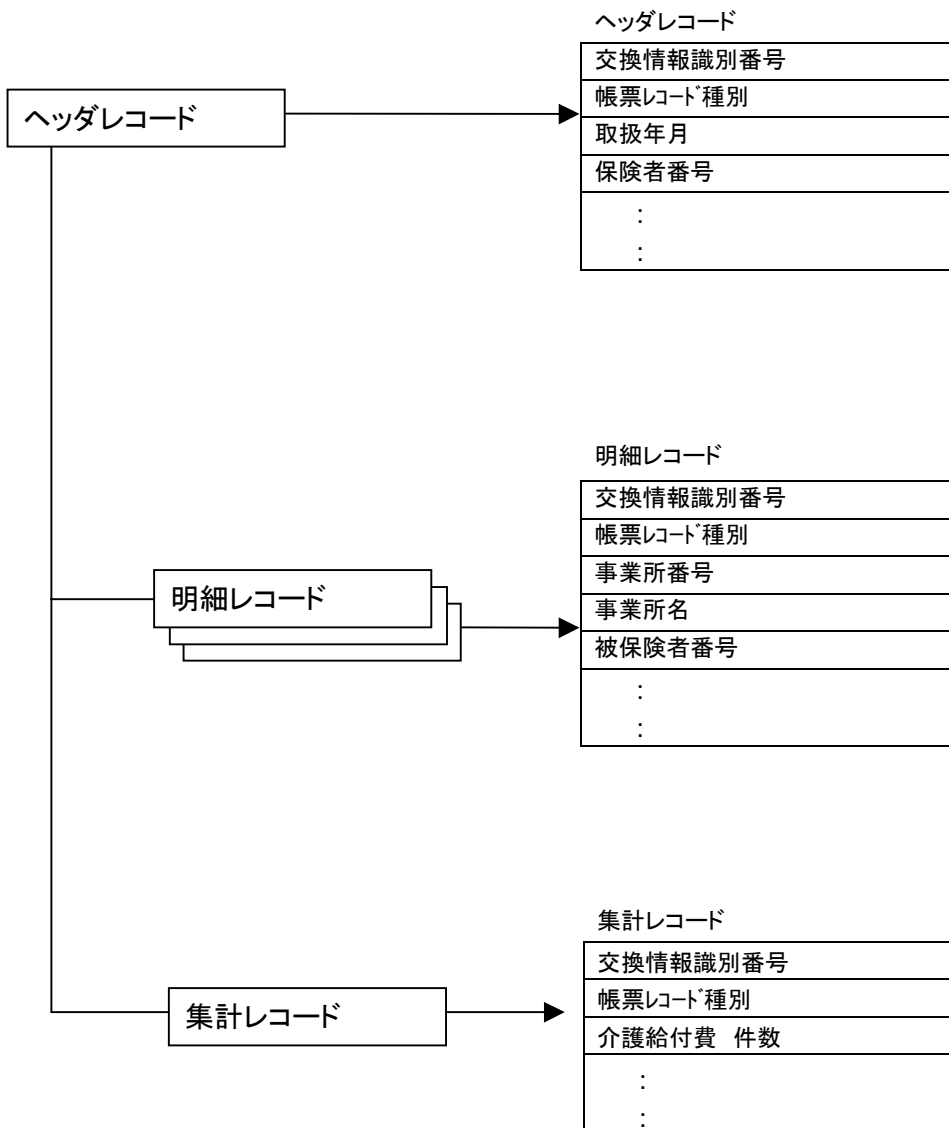 ヘッダレコード
ヘッダレコード
交換情報識別番号
帳票ﾚｺｰﾄﾞ種別
取扱年月
保険者番号
:
:
明細レコード
明細レコード
交換情報識別番号
帳票ﾚｺｰﾄﾞ種別
事業所番号
事業所名
被保険者番号
:
:
集計レコード
集計レコード
交換情報識別番号
帳票ﾚｺｰﾄﾞ種別
介護給付費　件数
:
: